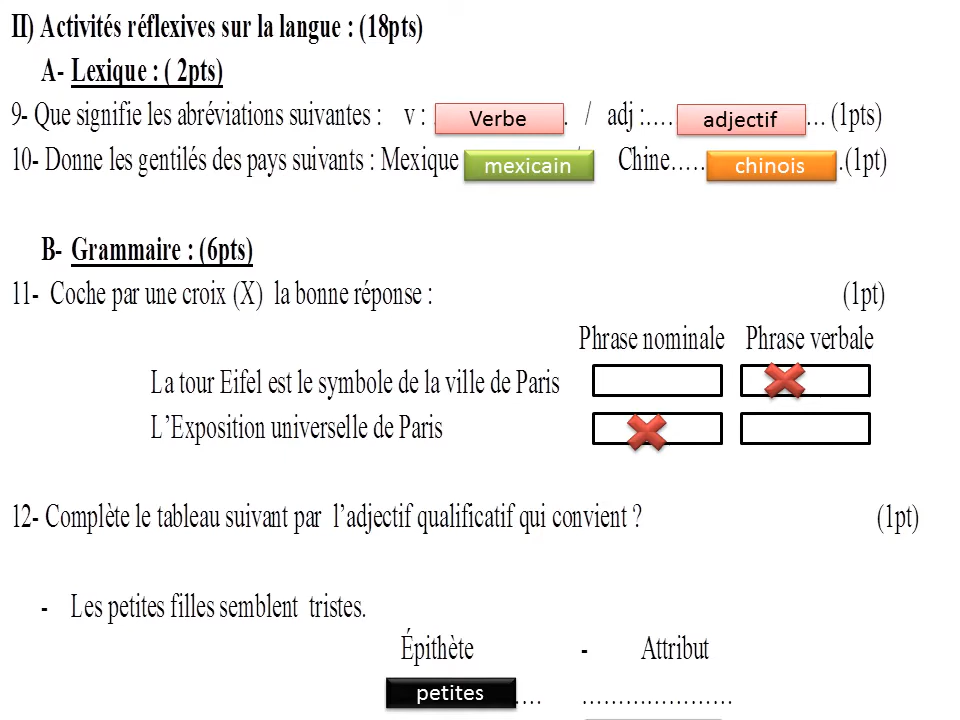 II) Activités réflexives sur la langue : (18pts)
A- Lexique : ( 2pts)
9- Que signifie les abréviations suivantes : v : Verbe . / adj :.... adjectif ... (1pts)
10- Donne les gentilés des pays suivants : Mexique mexicain / Chine..... chinois .(1pt)
B- Grammaire : (6pts)
11- Coche par une croix (X) la bonne réponse : (1pt)
Phrase nominale Phrase verbale
La tour Eifel est le symbole de la ville de Paris
L'Exposition universelle de Paris
12- Complète le tableau suivant par l'adjectif qualificatif qui convient ? (1pt)
- Les petites filles semblent tristes.
Épithète - Attribut
petites .... .....................